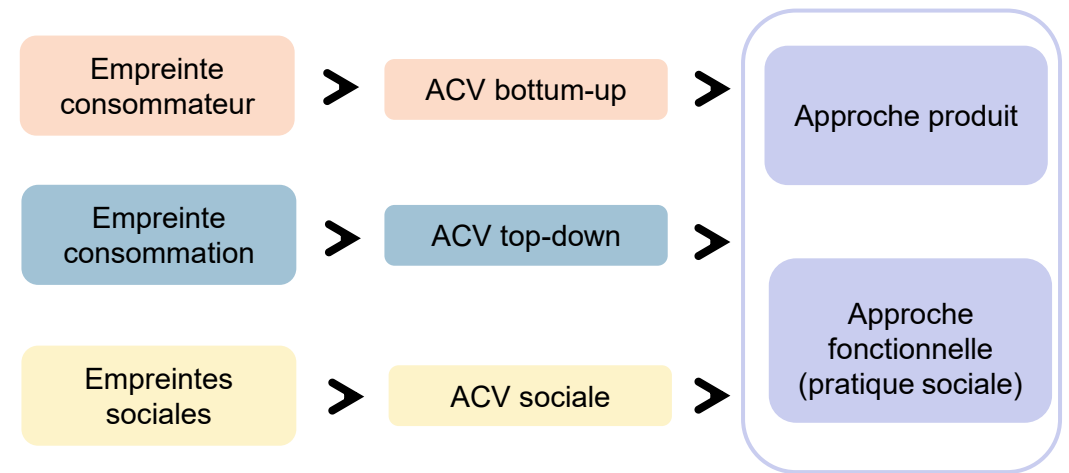 Empreinte
consommateur
ACV bottum-up
Approche produit
Empreinte
consommation
ACV top-down
Empreintes
sociales
ACV sociale
Approche
fonctionnelle
(pratique sociale)